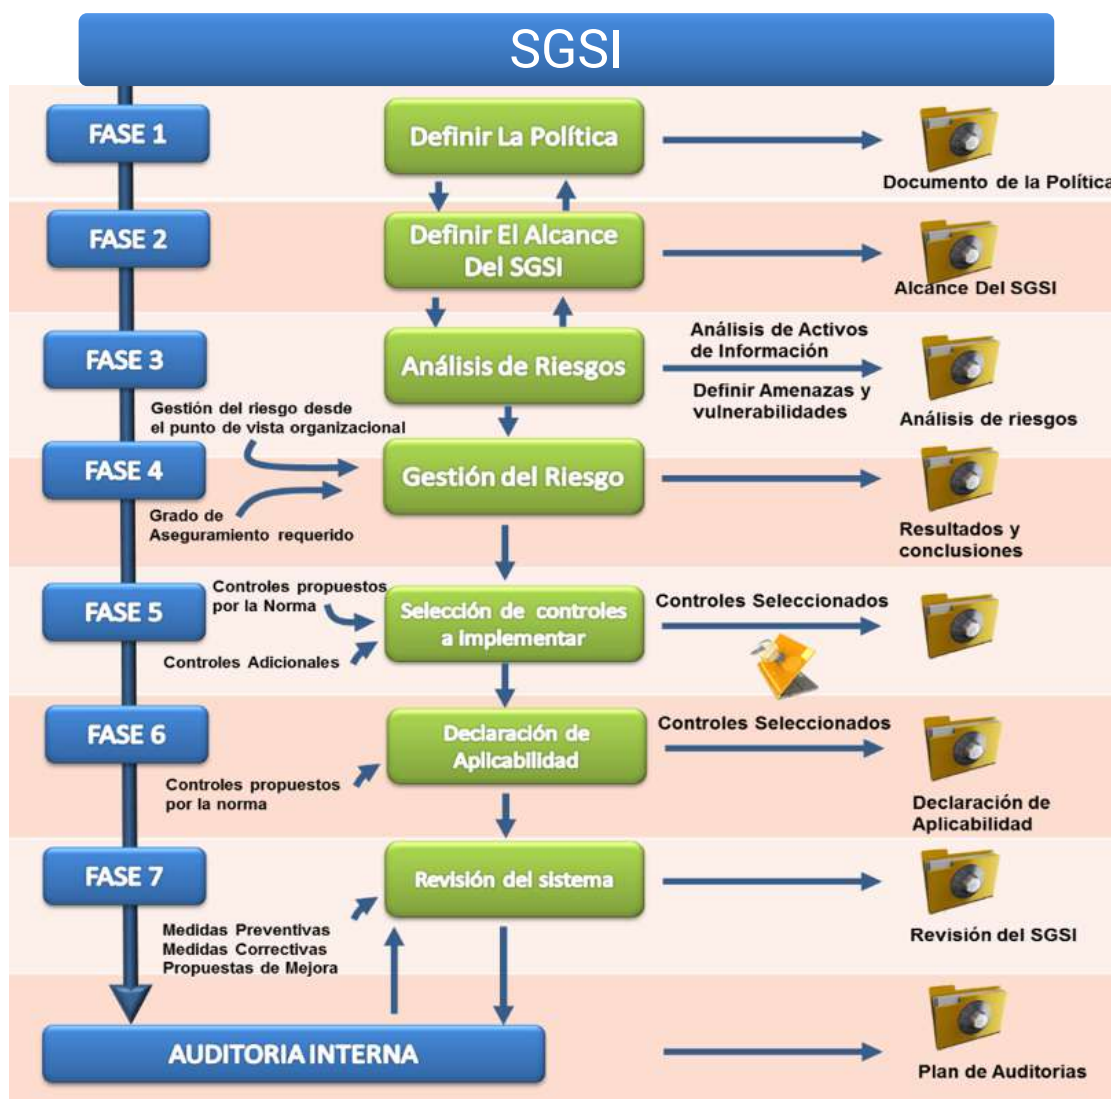 SGSI
FASE 1
Definir La Política
Documento de la Política
FASE 2
Definir El Alcance
Del SGSI
Alcance Del SGSI
FASE 3
Análisis de Riesgos
Análisis de Activos
de Información
Definir Amenazas y
vulnerabilidades
Análisis de riesgos
Gestión del riesgo desde
el punto de vista organizacional
FASE 4
Gestión del Riesgo
Grado de
Aseguramiento requerido
Resultados y
conclusiones
FASE 5
Controles propuestos
por la Norma
Controles Adicionales
Selección de controles
a Implementar
Controles Seleccionados
FASE 6
Declaración de
Aplicabilidad
Controles Seleccionados
Controles propuestos
por la norma
Declaración de
Aplicabilidad
FASE 7
Revisión del sistema
Medidas Preventivas
Medidas Correctivas
Propuestas de Mejora
Revisión del SGSI
AUDITORIA INTERNA
Plan de Auditorias